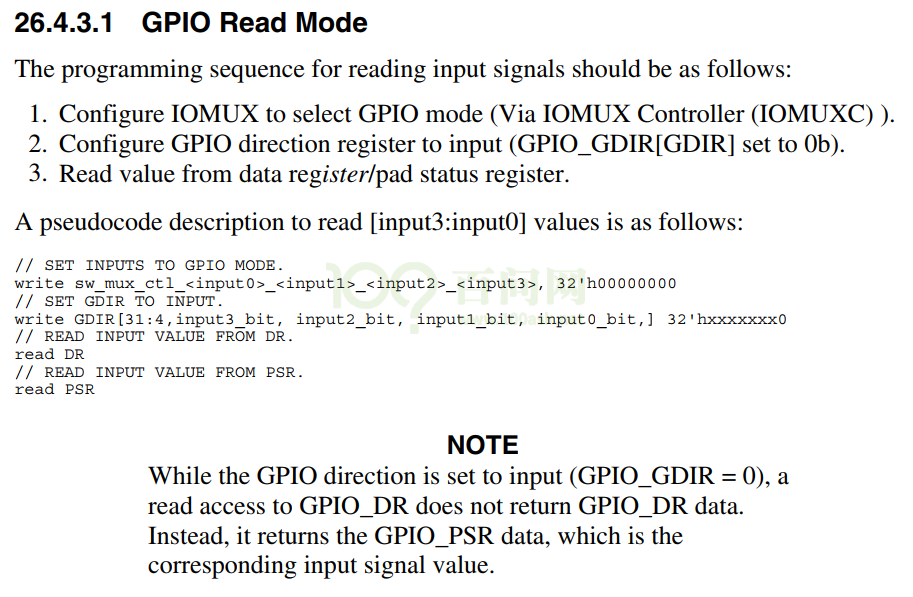 26.4.3.1 GPIO Read Mode
The programming sequence for reading input signals should be as follows:
1. Configure IOMUX to select GPIO mode (Via IOMUX Controller (IOMUXC) ).
2. Configure GPIO direction register to input (GPIO_GDIR[GDIR] set to 0b).
3. Read value from data register/pad status register.
A pseudocode description to read [input3:input0] values is as follows:
// SET INPUTS TO GPIO MODE.
write sw_mux_ctl_<input0>_<input1>_<input2>_<input3>, 32'h00000000
// SET GDIR TO INPUT.
write GDIR[31:4,input3_bit, input2_bit, input1_bit, input0_bit,] 32'hxxxxxxx0
// READ INPUT VALUE FROM DR.
read DR
// READ INPUT VALUE FROM PSR.
read PSR
百问网
NOTE
While the GPIO direction is set to input (GPIO_GDIR = 0), a
read access to GPIO_DR does not return GPIO_DR data.
Instead, it returns the GPIO_PSR data, which is the
corresponding input signal value.